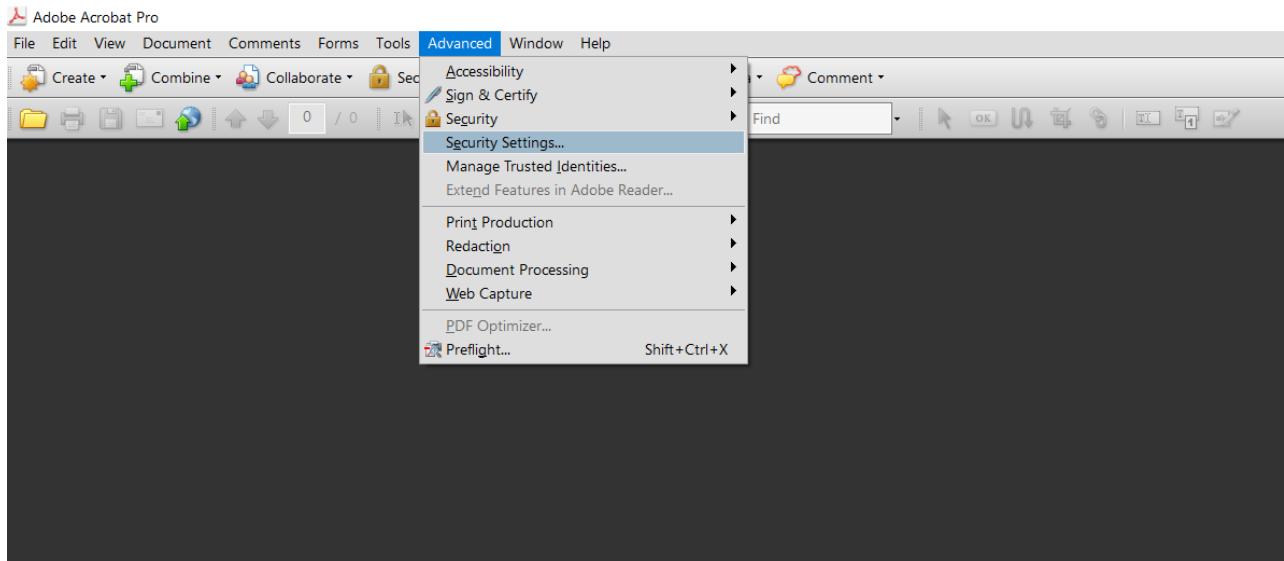 Adobe Acrobat Pro
File Edit View Document Comments Forms Tools Advanced Window Help
Create Combine Collaborate Sec Comment
0 / 0 Find OK
Accessibility
Sign & Certify
Security
Security Settings...
Manage Trusted Identities...
Extend Features in Adobe Reader...
Print Production
Redaction
Document Processing
Web Capture
PDF Optimizer...
Preflight... Shift+Ctrl+X